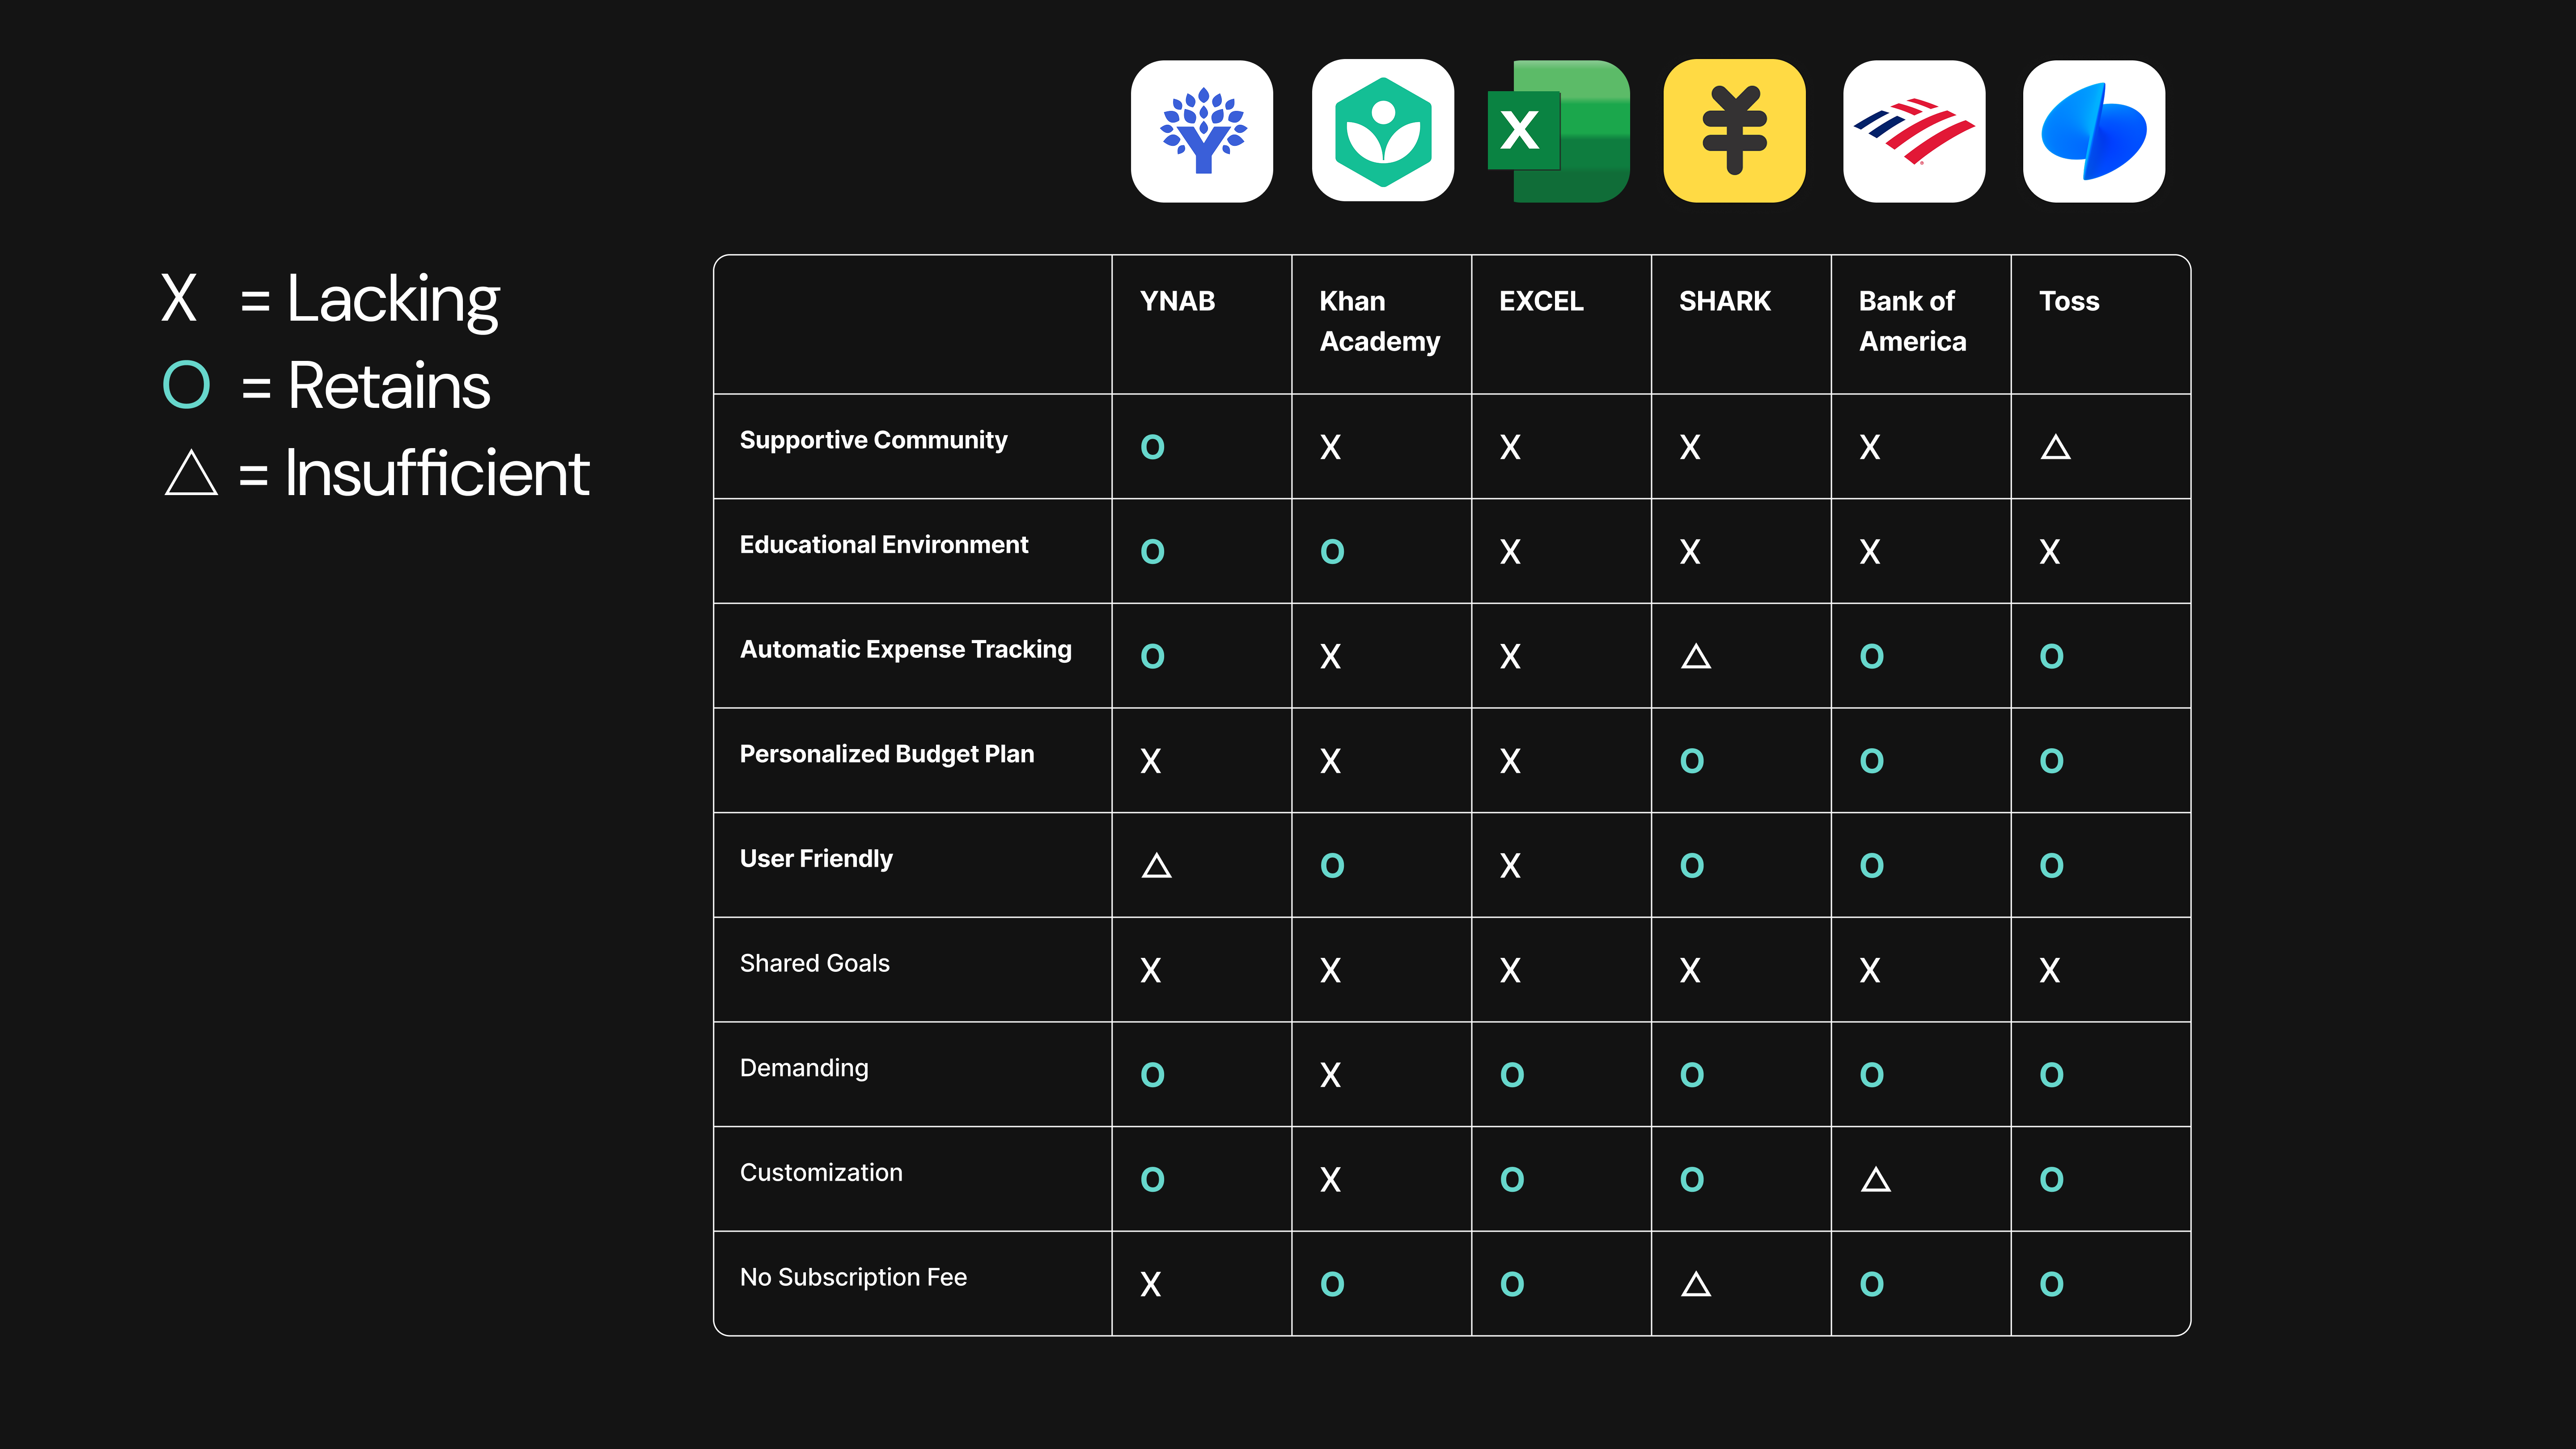 X
X = Lacking
O = Retains
△ = Insufficient
YNAB Khan Academy EXCEL SHARK Bank of America Toss
Supportive Community O X X X X △
Educational Environment O O X X X X
Automatic Expense Tracking O X X △ O O
Personalized Budget Plan X X X O O O
User Friendly △ O X O O O
Shared Goals X X X X X X
Demanding O X O O O O
Customization O X O O △ O
No Subscription Fee X O O △ O O